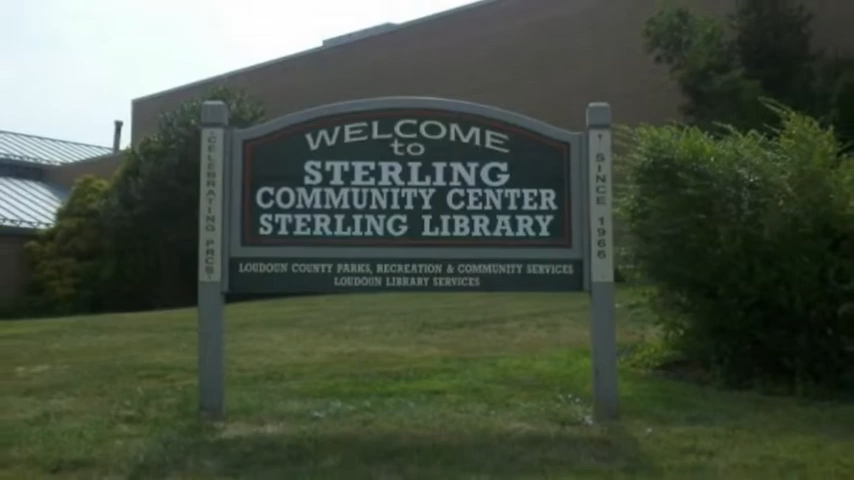 WELCOME
to
STERLING
COMMUNITY CENTER
STERLING LIBRARY
LOUDOUN COUNTY PARKS, RECREATION & COMMUNITY SERVICES
LOUDOUN LIBRARY SERVICES
CELEBRATING PRCS
SINCE 1966